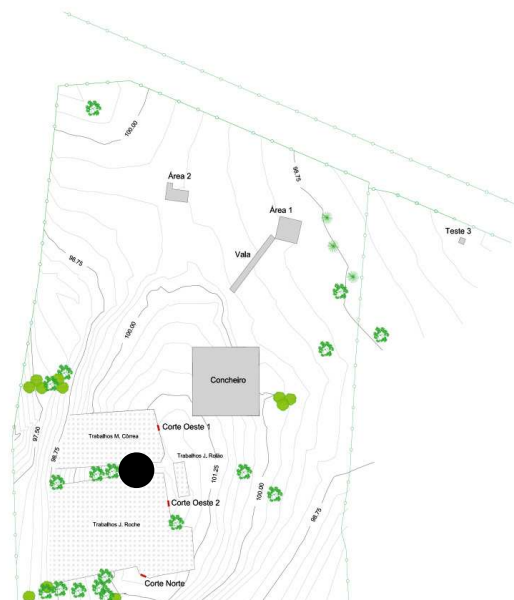 100.00
Área 2
98.75
Área 1
Teste 3
Vala
98.75
100.00
Concheiro
Corte Oeste 1
Trabalhos M. Côrrea
97.50
98.75
Trabalhos J. Rolão
101.25
100.00
Corte Oeste 2
98.75
Trabalhos J. Roche
Corte Norte